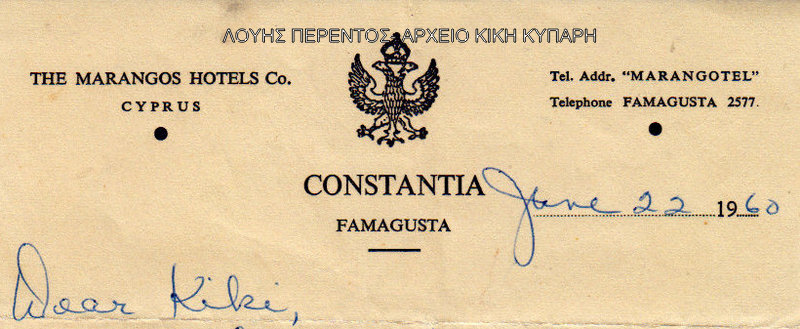 ΛΟΥΗΣ ΠΕΡΕΝΤΟΣ, ΑΡΧΕΙΟ ΚΙΚΗ ΚΥΠΑΡΗ
THE MARANGOS HOTELS Co.
CYPRUS
Tel. Addr. "MARANGOTEL"
Telephone FAMAGUSTA 2577.
CONSTANTIA
FAMAGUSTA
June 22 1960
Dear Kiki,